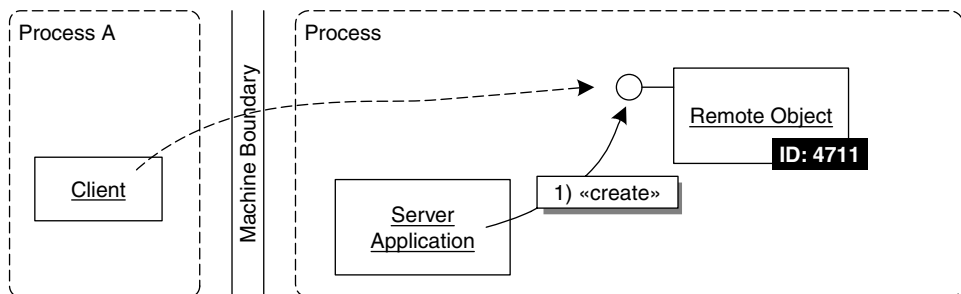 Process A
Machine Boundary
Process
Remote Object
ID: 4711
Client
1) «create»
Server
Application